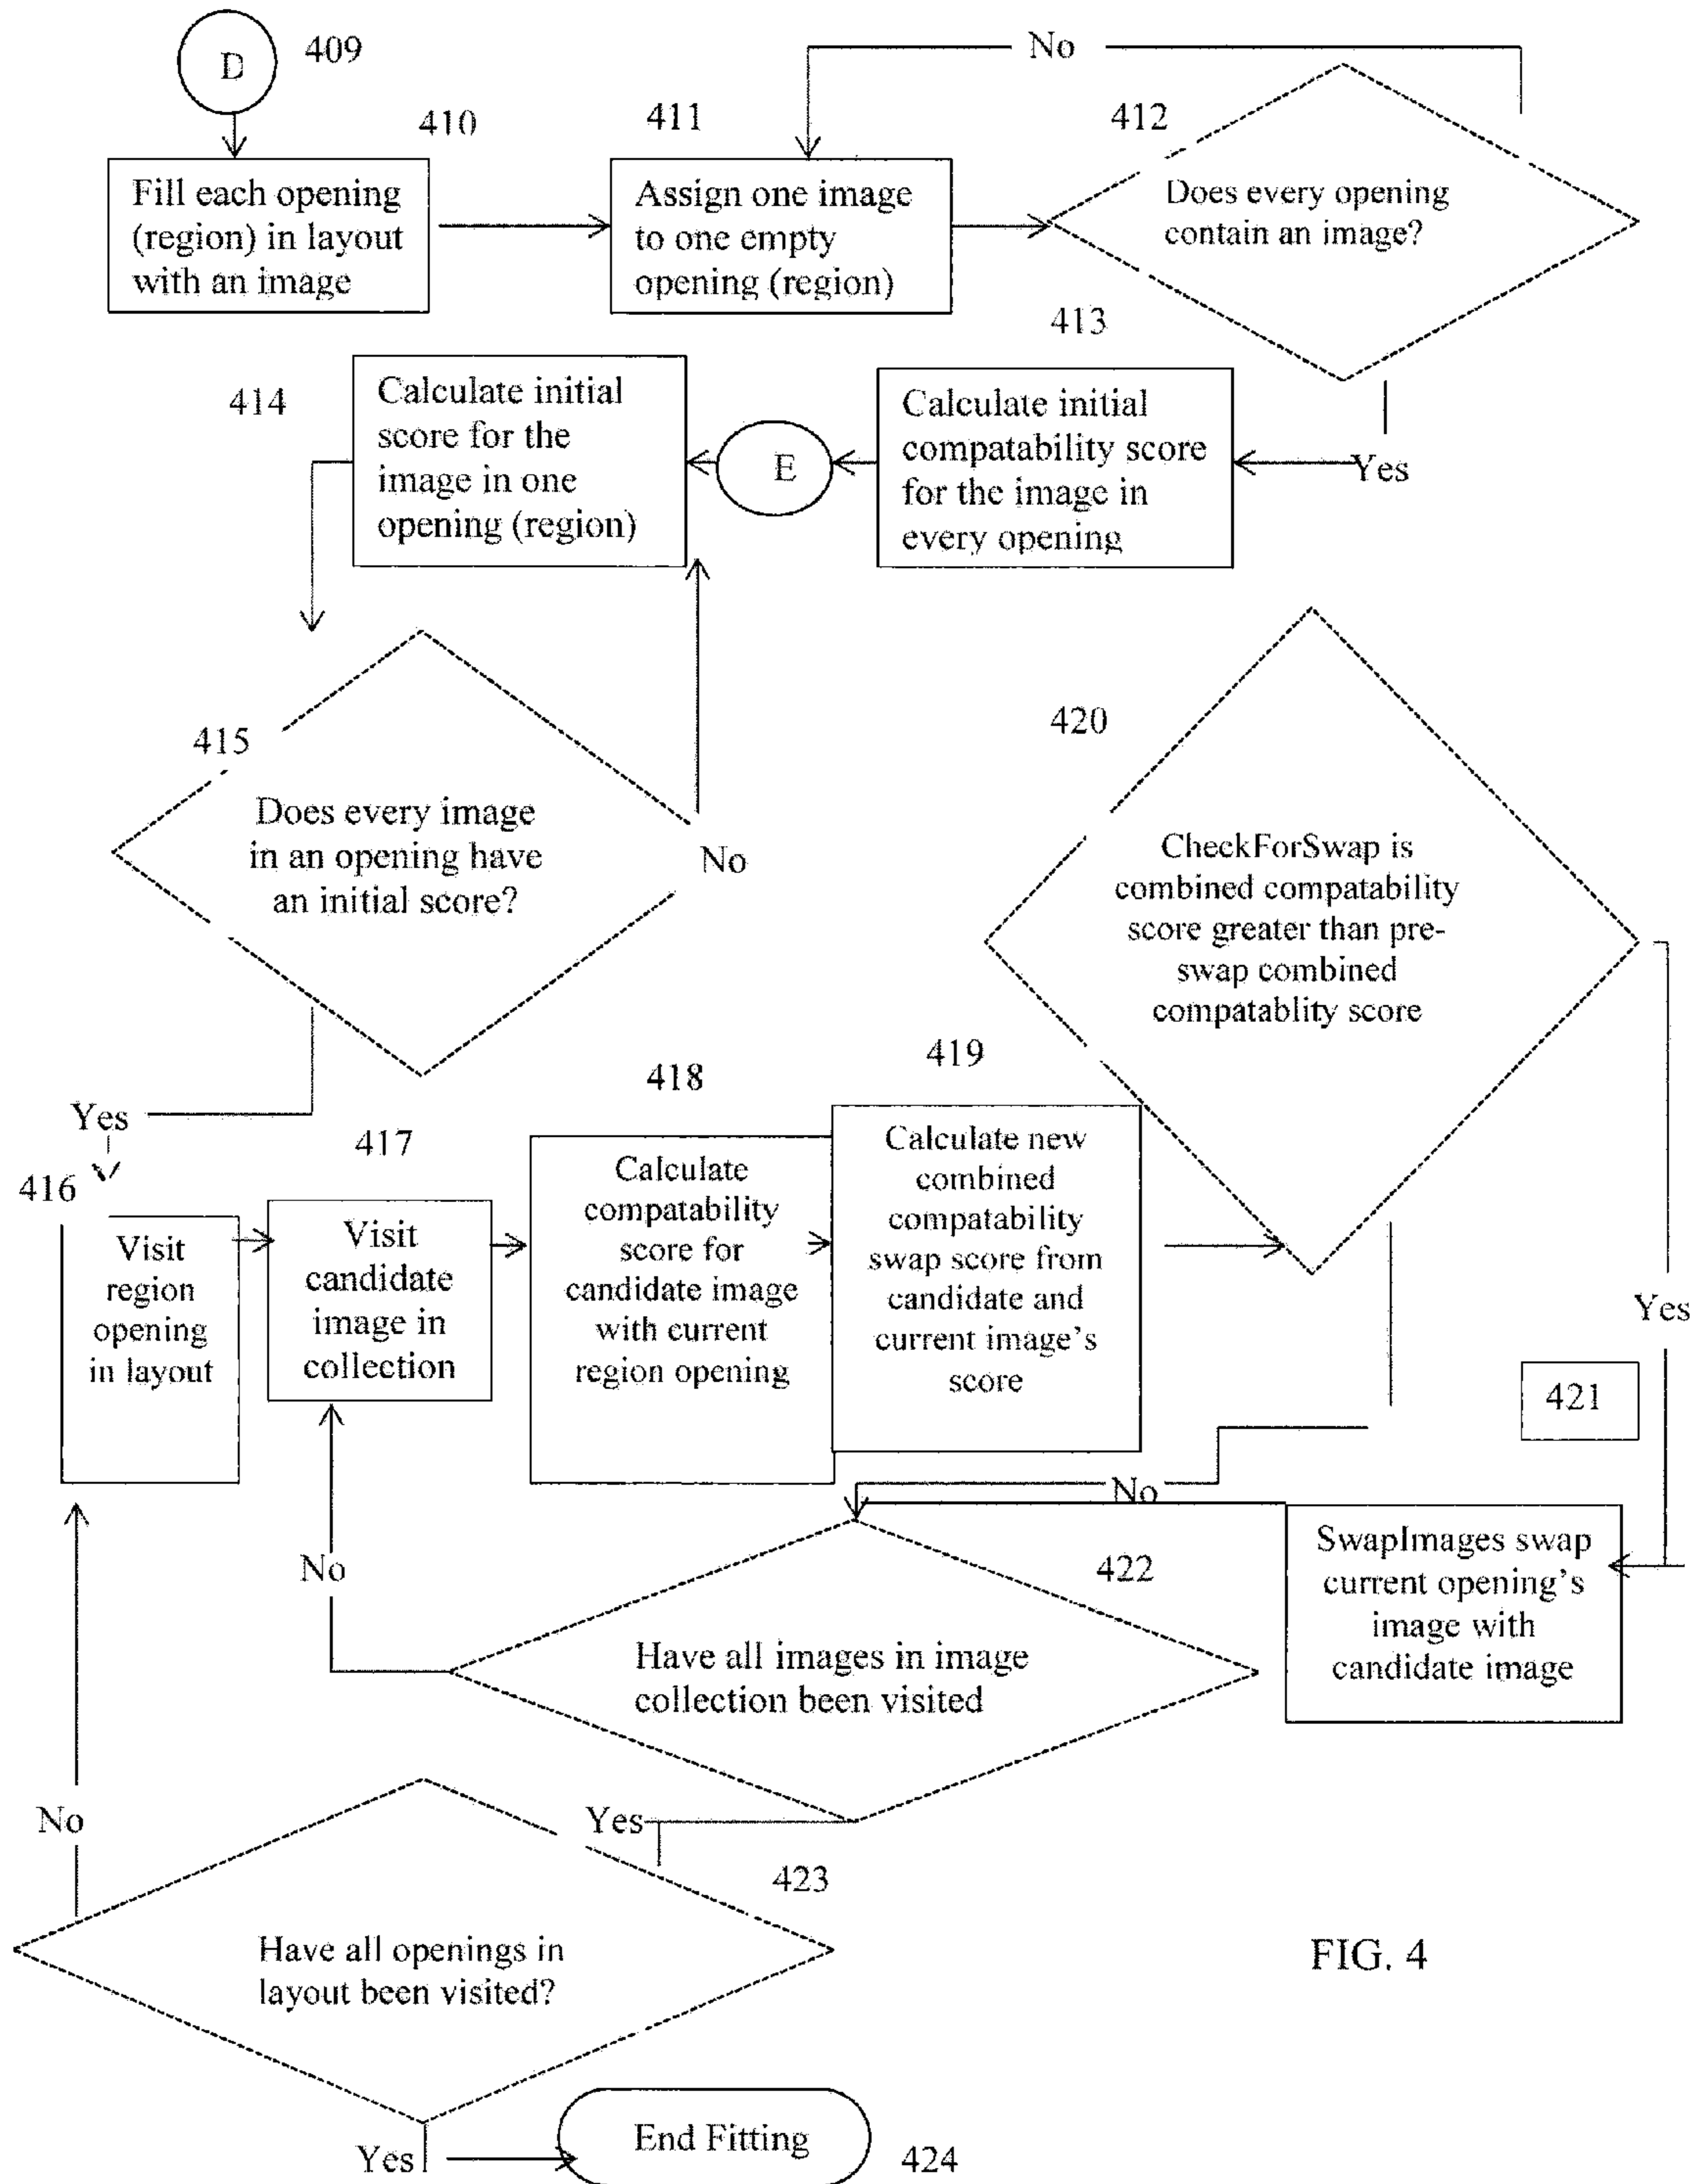 D
409
No
410
411
412
Fill each opening
(region) in layout
with an image
Assign one image
to one empty
opening (region)
Does every opening
contain an image?
413
414
Calculate initial
score for the
image in one
opening (region)
E
Calculate initial
compatability score
for the image in
every opening
Yes
415
Does every image
in an opening have
an initial score?
No
420
CheckForSwap is
combined compatability
score greater than pre-
swap combined
compatablity score
Yes
416
417
418
419
Visit
region
opening
in layout
Visit
candidate
image in
collection
Calculate
compatability
score for
candidate image
with current
region opening
Calculate new
combined
compatability
swap score from
candidate and
current image's
score
Yes
421
No
No
422
SwapImages swap
current opening's
image with
candidate image
Have all images in image
collection been visited
No
Yes
423
Have all openings in
layout been visited?
FIG. 4
Yes
End Fitting
424